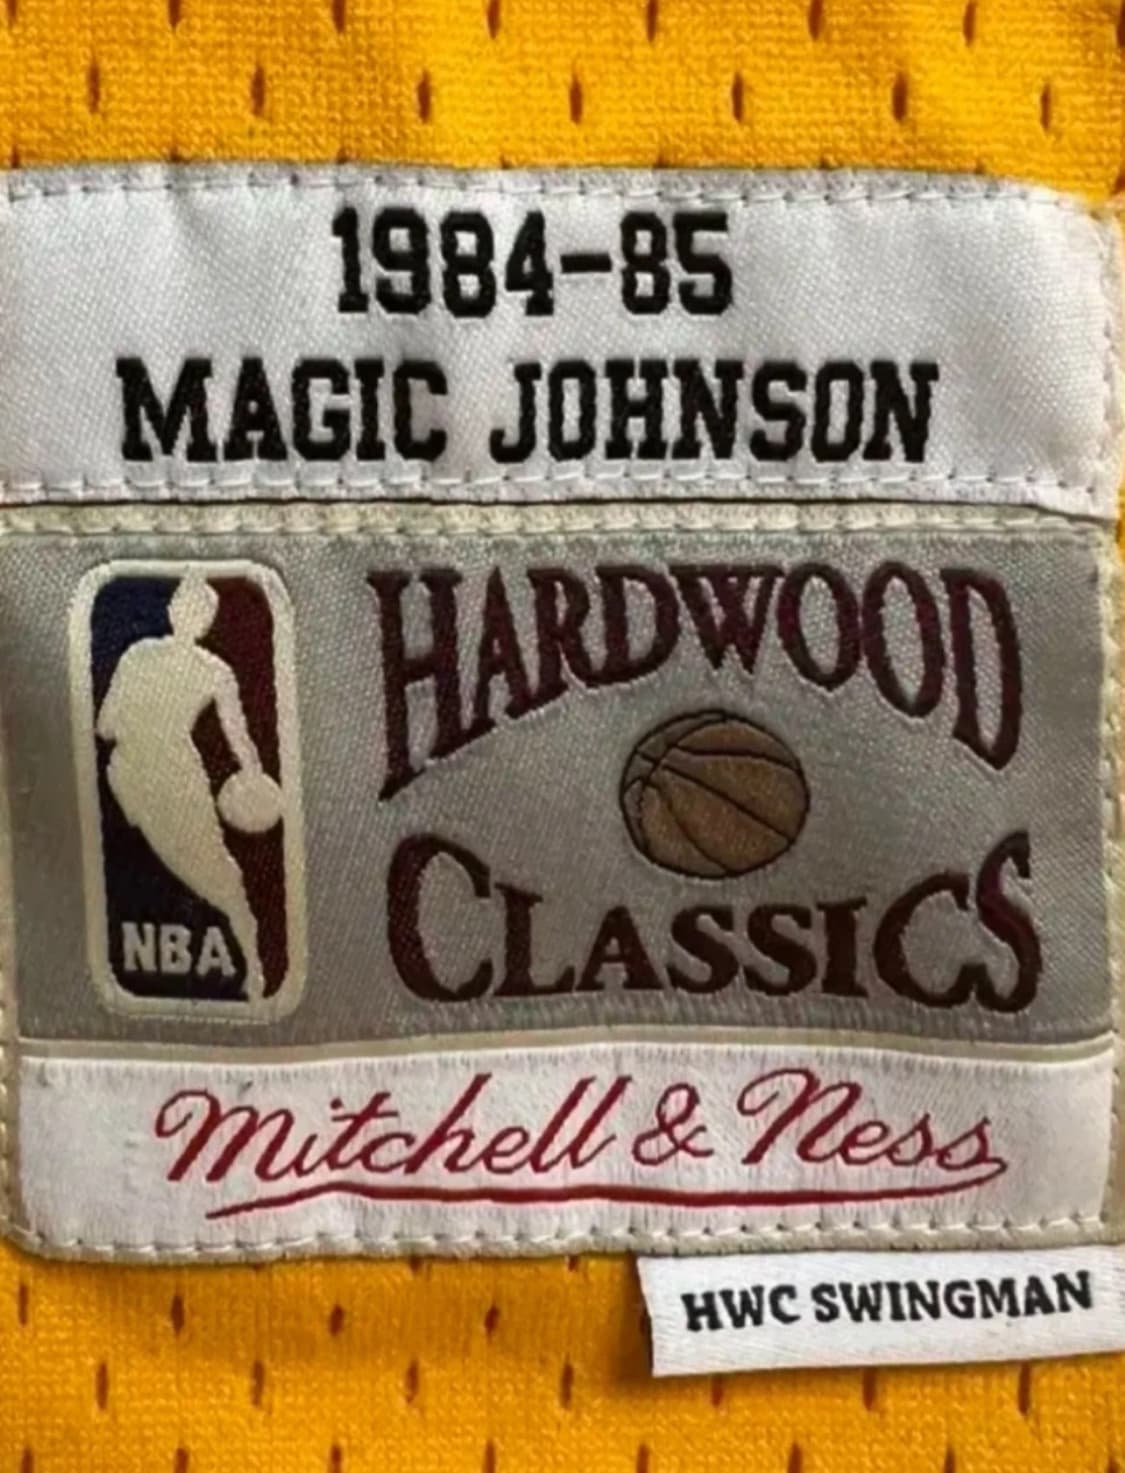 1984-85
MAGIC JOHNSON
HARDWOOD
CLASSICS
NBA
Mitchell & Ness
HWC SWINGMAN